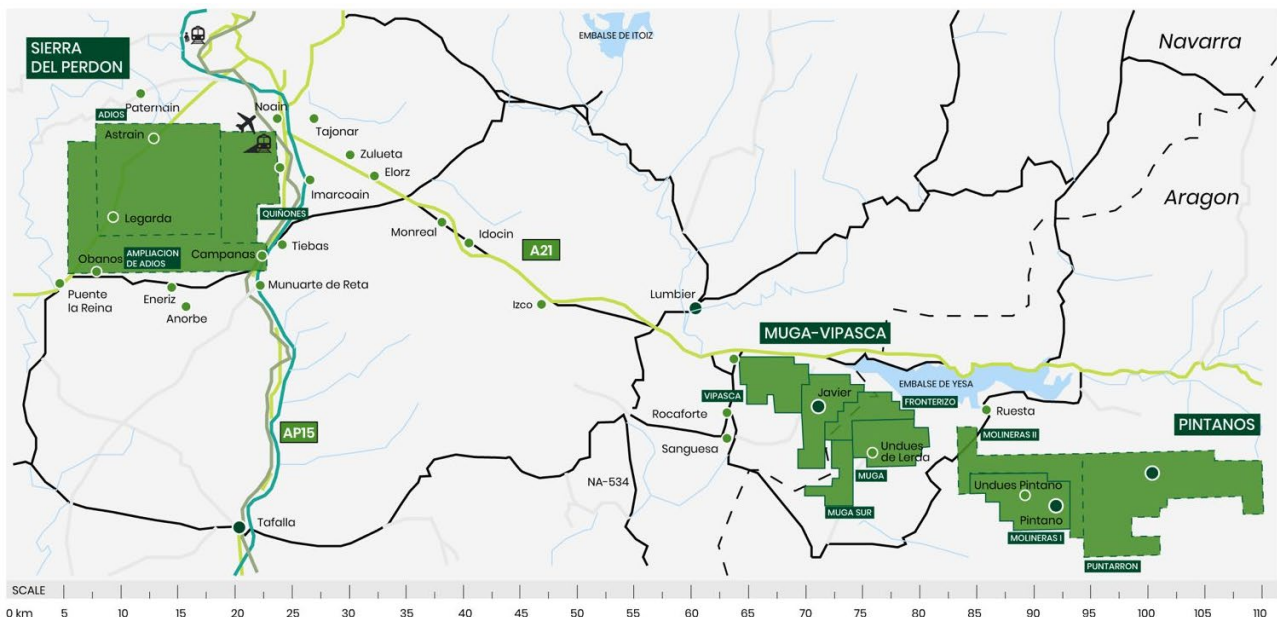 SIERRA
DEL PERDON
EMBALSE DE ITOIZ
Navarra
Aragon
Paternain
ADIOS
Noain
Astrain
Tajonar
Zulueta
Elorz
Imarcoain
Legarda
QUIÑONES
Monreal
Idocin
A21
Tiebas
Campanas
Obanos
AMPLIACION
DE ADIOS
Munuarte de Reta
Puente
la Reina
Eneriz
Anorbe
Izco
Lumbier
MUGA-VIPASCA
EMBALSE DE YESA
VIPASCA
Javier
FRONTERIZO
Rocaforte
Ruesta
PINTANOS
AP15
Sanguesa
Undues
de Lerda
MOLINERAS II
MUGA
NA-534
Undues Pintano
MUGA SUR
Pintano
Tafalla
MOLINERAS I
PUNTARRON
SCALE
0 km 5 10 15 20 25 30 35 40 45 50 55 60 65 70 75 80 85 90 95 100 105 110